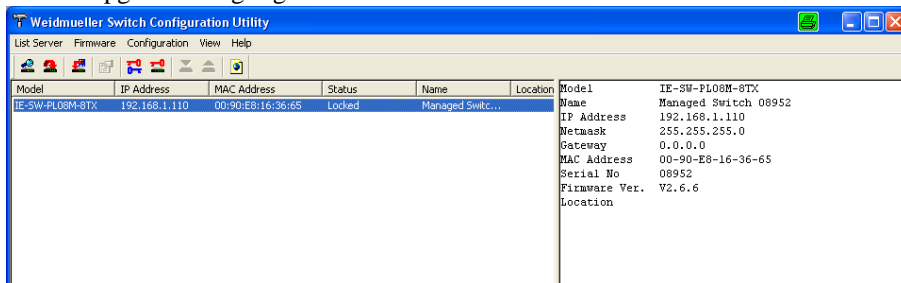 Weidmueller Switch Configuration Utility
List Server Firmware Configuration View Help
Model IP Address MAC Address Status Name Location
IE-SW-PL08M-8TX 192.168.1.110 00:90:E8:16:36:65 Locked Managed Switc...
Model IE-SW-PL08M-8TX
Name Managed Switch 08952
IP Address 192.168.1.110
Netmask 255.255.255.0
Gateway 0.0.0.0
MAC Address 00-90-E8-16-36-65
Serial No 08952
Firmware Ver. V2.6.6
Location